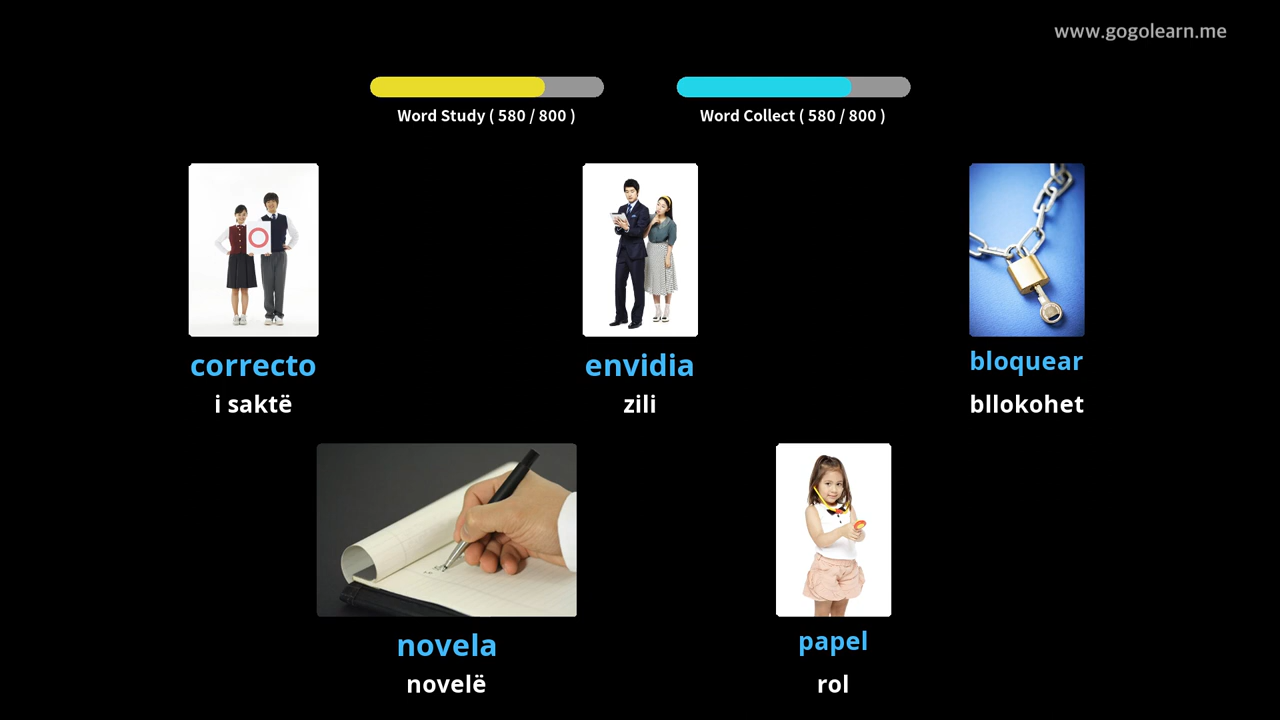 www.gogolearn.me
Word Study ( 580 / 800 )
Word Collect ( 580 / 800 )
correcto
i saktë
envidia
zili
bloquear
bllokohet
novela
novelë
papel
rol